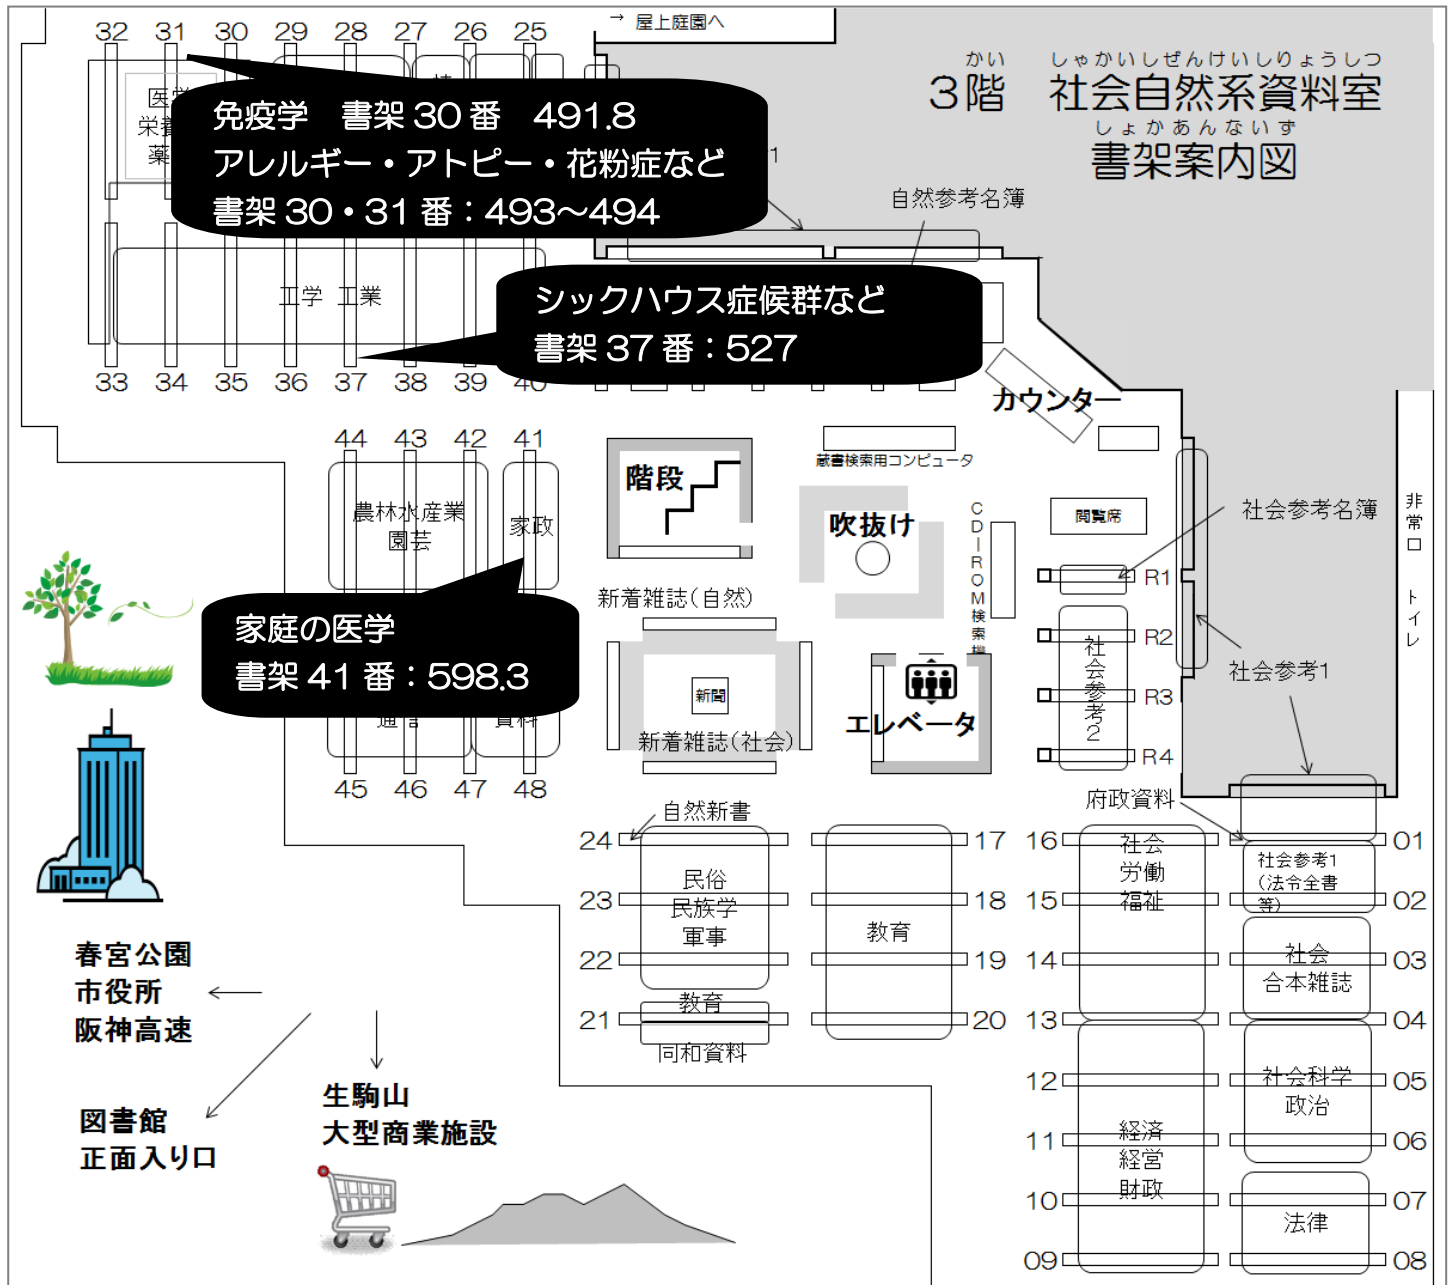 32 31 30 29 28 27 26 25
→ 屋上庭園へ
かい しゃかいしぜんけいしりょうしつ
3階 社会自然系資料室
しょかあんないず
書架案内図
免疫学 書架 30 番 491.8
アレルギー・アトピー・花粉症など
書架 30・31 番：493～494
自然参考名簿
工学 工業
シックハウス症候群など
書架 37 番：527
33 34 35 36 37 38 39 40
カウンター
44 43 42 41
階段
蔵書検索用コンピュータ
農林水産業
園芸
家政
吹抜け
CD－ROM検索機
閲覧席
社会参考名簿
非常口 トイレ
R1
R2
R3
R4
社会参考2
社会参考1
新着雑誌(自然)
家庭の医学
書架 41 番：598.3
通信
資料
新聞
新着雑誌(社会)
エレベータ
45 46 47 48
府政資料
自然新書
24
23
22
21
民俗
民族学
軍事
教育
同和資料
17
18
19
20
教育
16
15
14
13
12
11
10
09
社会
労働
福祉
経済
経営
財政
01
02
03
04
05
06
07
08
社会参考1
(法令全書
等)
社会
合本雑誌
社会科学
政治
法律
春宮公園
市役所
阪神高速
図書館
正面入り口
生駒山
大型商業施設